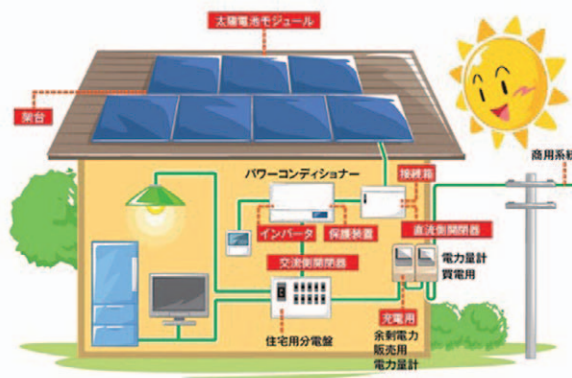 太陽電池モジュール
架台
商用系統
パワーコンディショナー
接続箱
インバータ
保護装置
直流側開閉器
交流側開閉器
電力量計
買電用
住宅用分電盤
売電用
余剰電力
販売用
電力量計